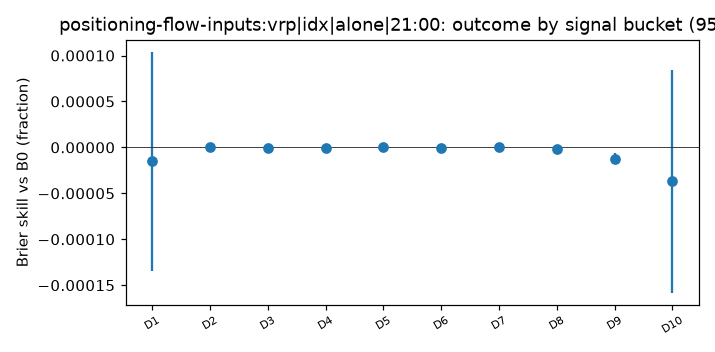 positioning-flow-inputs:vrp|idx|alone|21:00: outcome by signal bucket (95
Brier skill vs B0 (fraction)
0.00010
0.00005
0.00000
−0.00005
−0.00010
−0.00015
D1 D2 D3 D4 D5 D6 D7 D8 D9 D10